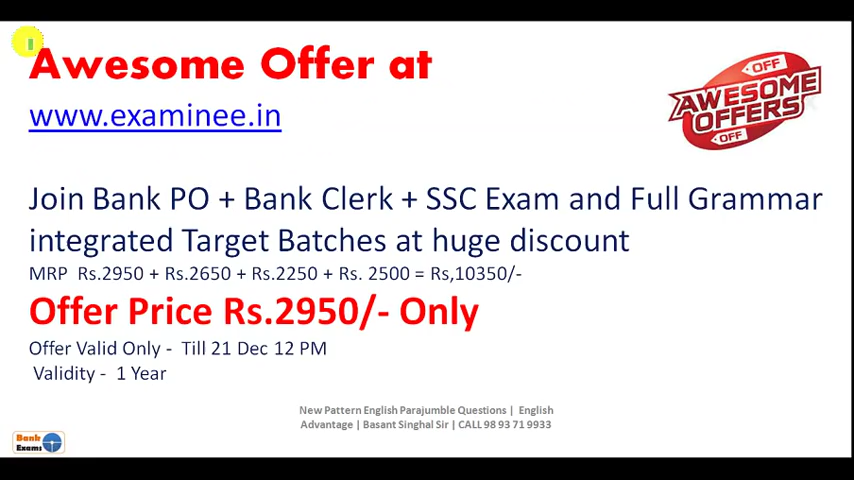 Awesome Offer at
www.examinee.in
OFF
AWESOME
OFFERS
OFF
Join Bank PO + Bank Clerk + SSC Exam and Full Grammar
integrated Target Batches at huge discount
MRP Rs.2950 + Rs.2650 + Rs.2250 + Rs. 2500 = Rs,10350/-
Offer Price Rs.2950/- Only
Offer Valid Only - Till 21 Dec 12 PM
Validity - 1 Year
New Pattern English Parajumble Questions | English
Advantage | Basant Singhal Sir | CALL 98 93 71 9933
Bank
Exams